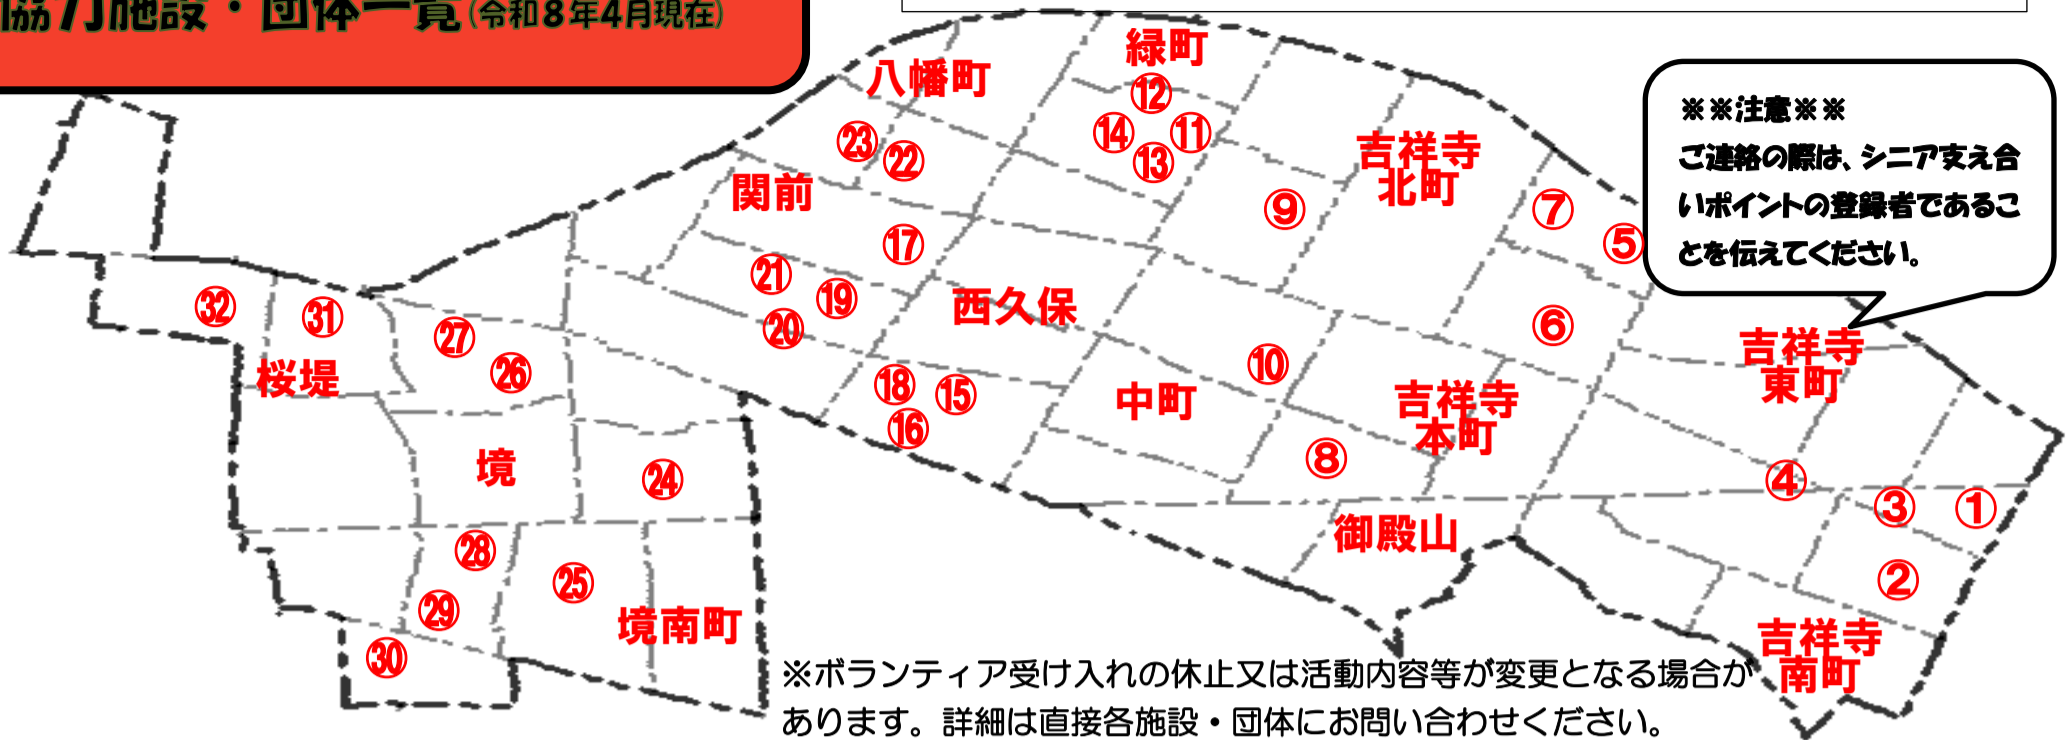 協力施設・団体一覧(令和8年4月現在)
緑町
八幡町
⑫
※※注意※※
ご連絡の際は、シニア支え合
いポイントの登録者であるこ
とを伝えてください。
⑭
⑪
㉓
㉒
⑬
吉祥寺
北町
関前
⑨
⑦
⑤
⑰
㉑
⑲
⑳
西久保
㉜
㉛
㉗
㉖
桜堤
⑥
吉祥寺
東町
⑩
⑱
⑮
⑯
中町
吉祥寺
本町
⑧
境
㉔
④
③
①
御殿山
㉘
㉕
㉙
②
境南町
㉚
吉祥寺
南町
※ボランティア受け入れの休止又は活動内容等が変更となる場合が
あります。詳細は直接各施設・団体にお問い合わせください。